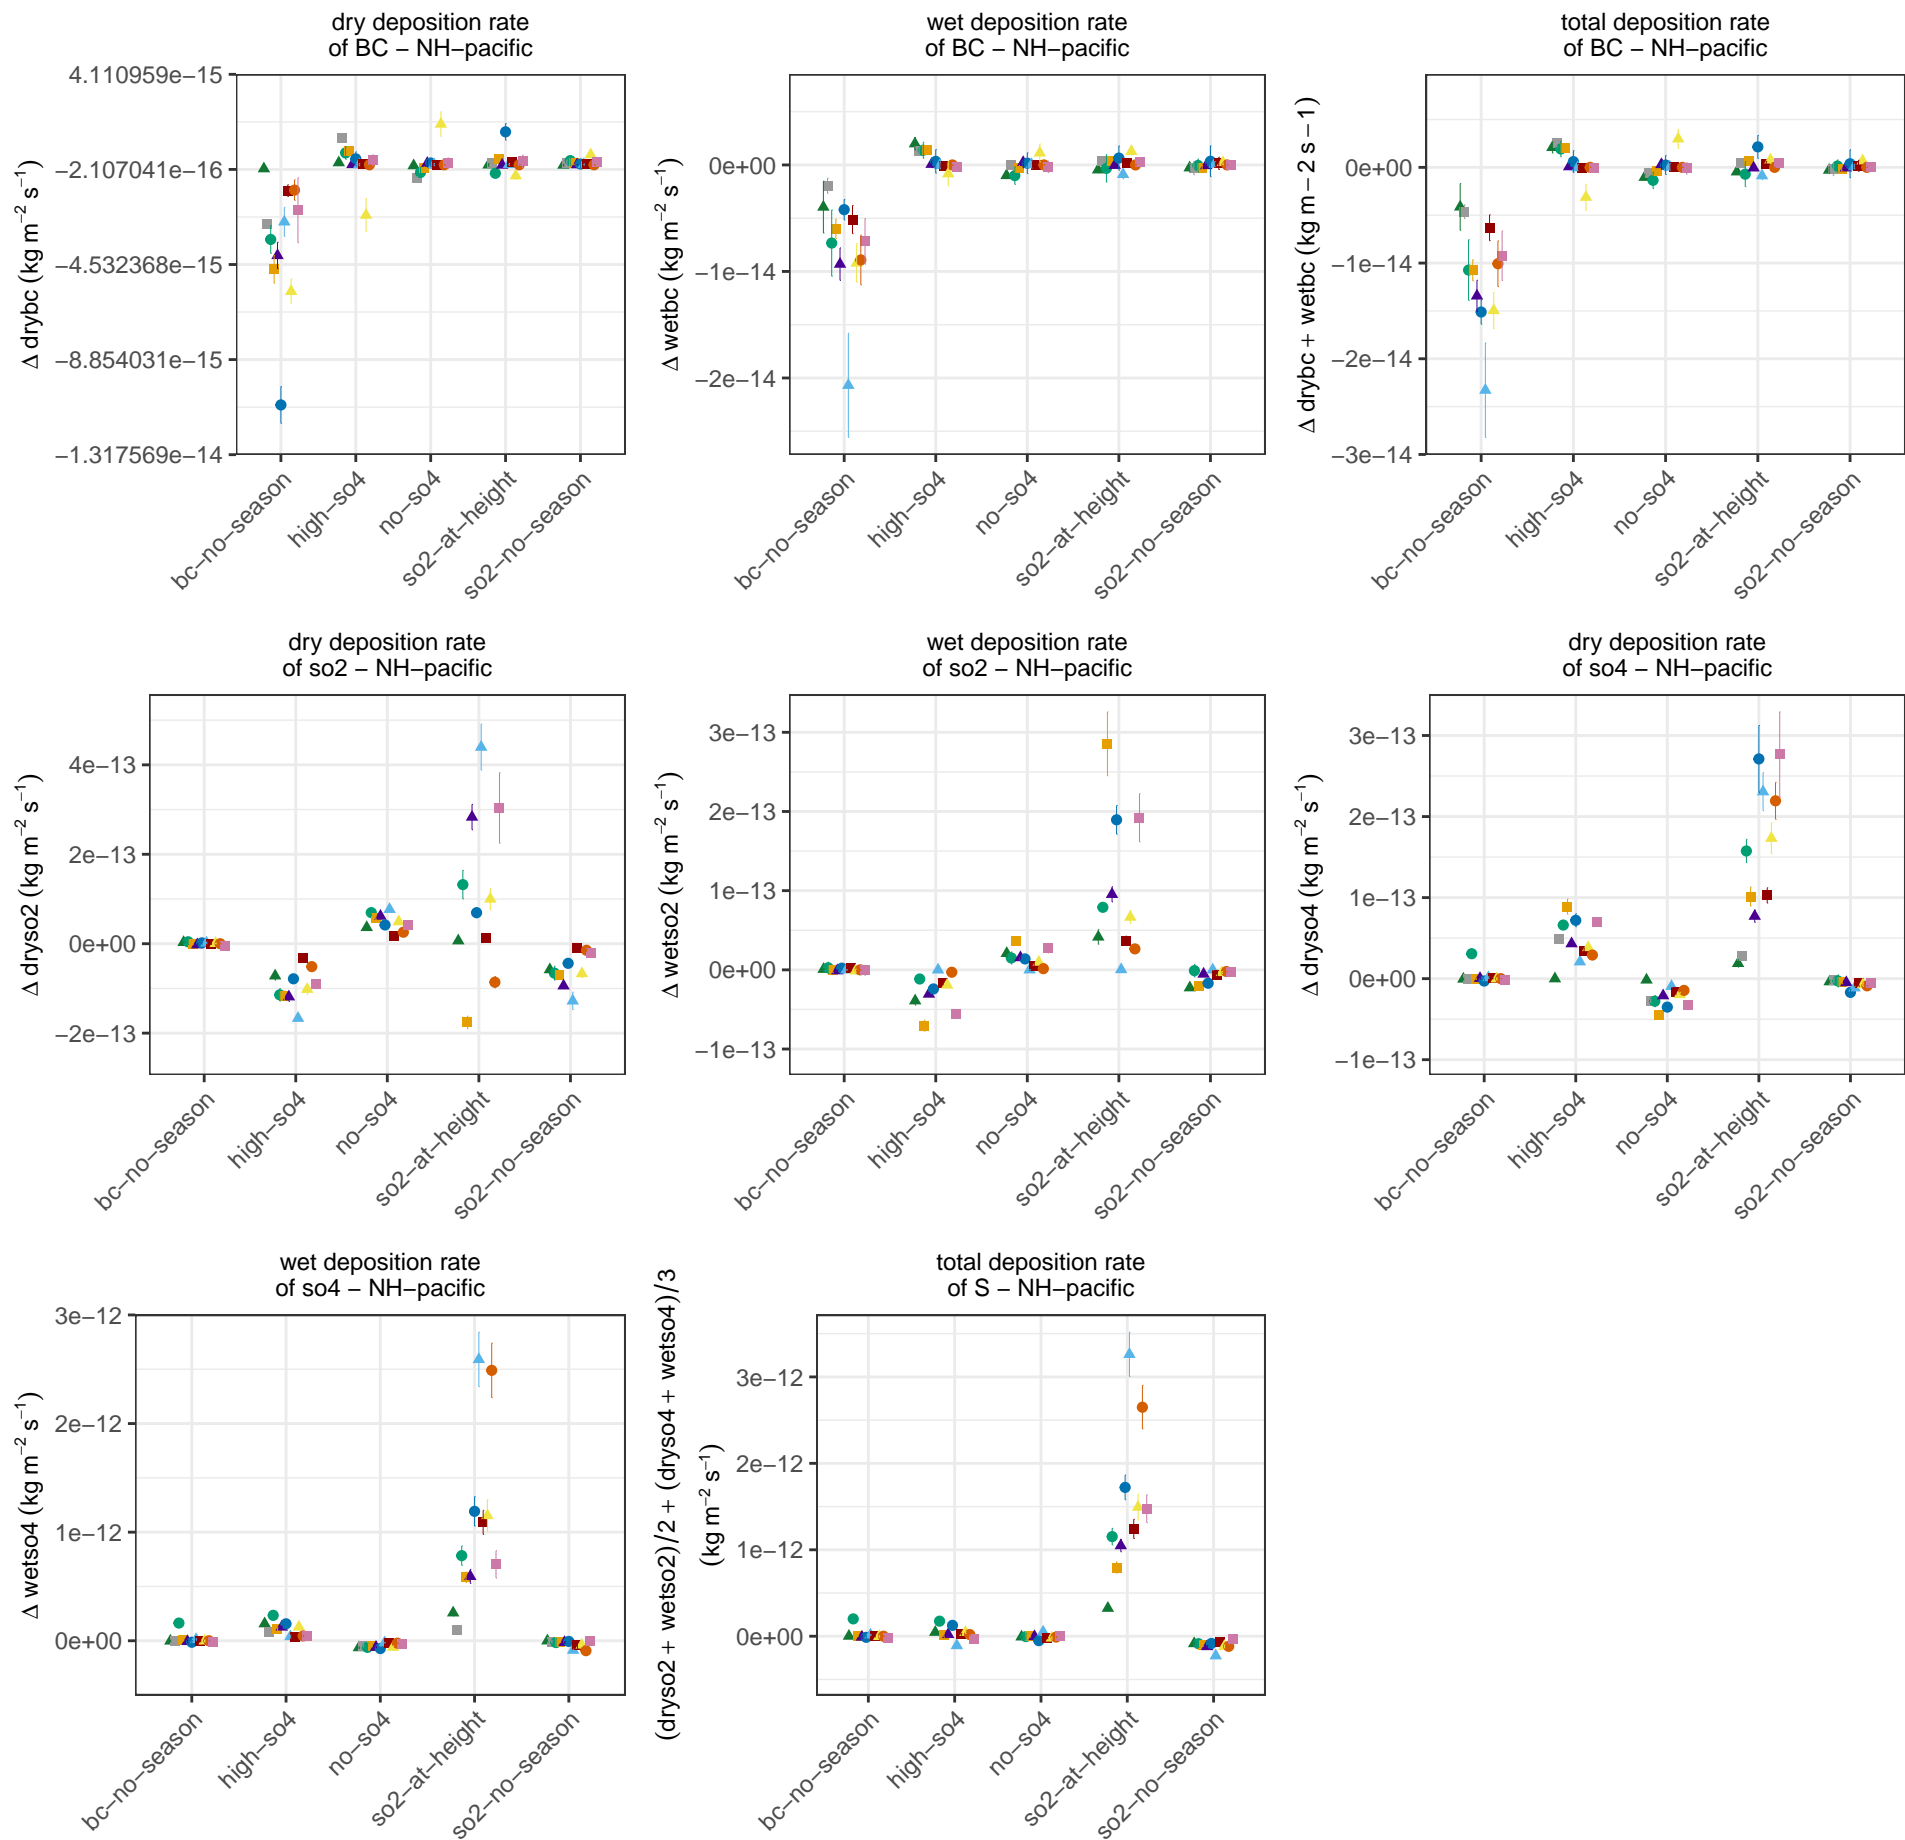 dry deposition rate
of BC − NH−pacific
Δ drybc (kg m⁻² s⁻¹)
4.110959e−15
−2.107041e−16
−4.532368e−15
−8.854031e−15
−1.317569e−14
bc−no−season
high−so4
no−so4
so2−at−height
so2−no−season
wet deposition rate
of BC − NH−pacific
Δ wetbc (kg m⁻² s⁻¹)
0e+00
−1e−14
−2e−14
bc−no−season
high−so4
no−so4
so2−at−height
so2−no−season
total deposition rate
of BC − NH−pacific
Δ drybc + wetbc (kg m − 2 s − 1)
0e+00
−1e−14
−2e−14
−3e−14
bc−no−season
high−so4
no−so4
so2−at−height
so2−no−season
dry deposition rate
of so2 − NH−pacific
Δ dryso2 (kg m⁻² s⁻¹)
4e−13
2e−13
0e+00
−2e−13
bc−no−season
high−so4
no−so4
so2−at−height
so2−no−season
wet deposition rate
of so2 − NH−pacific
Δ wetso2 (kg m⁻² s⁻¹)
3e−13
2e−13
1e−13
0e+00
−1e−13
bc−no−season
high−so4
no−so4
so2−at−height
so2−no−season
dry deposition rate
of so4 − NH−pacific
Δ dryso4 (kg m⁻² s⁻¹)
3e−13
2e−13
1e−13
0e+00
−1e−13
bc−no−season
high−so4
no−so4
so2−at−height
so2−no−season
wet deposition rate
of so4 − NH−pacific
Δ wetso4 (kg m⁻² s⁻¹)
3e−12
2e−12
1e−12
0e+00
bc−no−season
high−so4
no−so4
so2−at−height
so2−no−season
total deposition rate
of S − NH−pacific
(dryso2 + wetso2)/2 + (dryso4 + wetso4)/3
(kg m⁻² s⁻¹)
3e−12
2e−12
1e−12
0e+00
bc−no−season
high−so4
no−so4
so2−at−height
so2−no−season